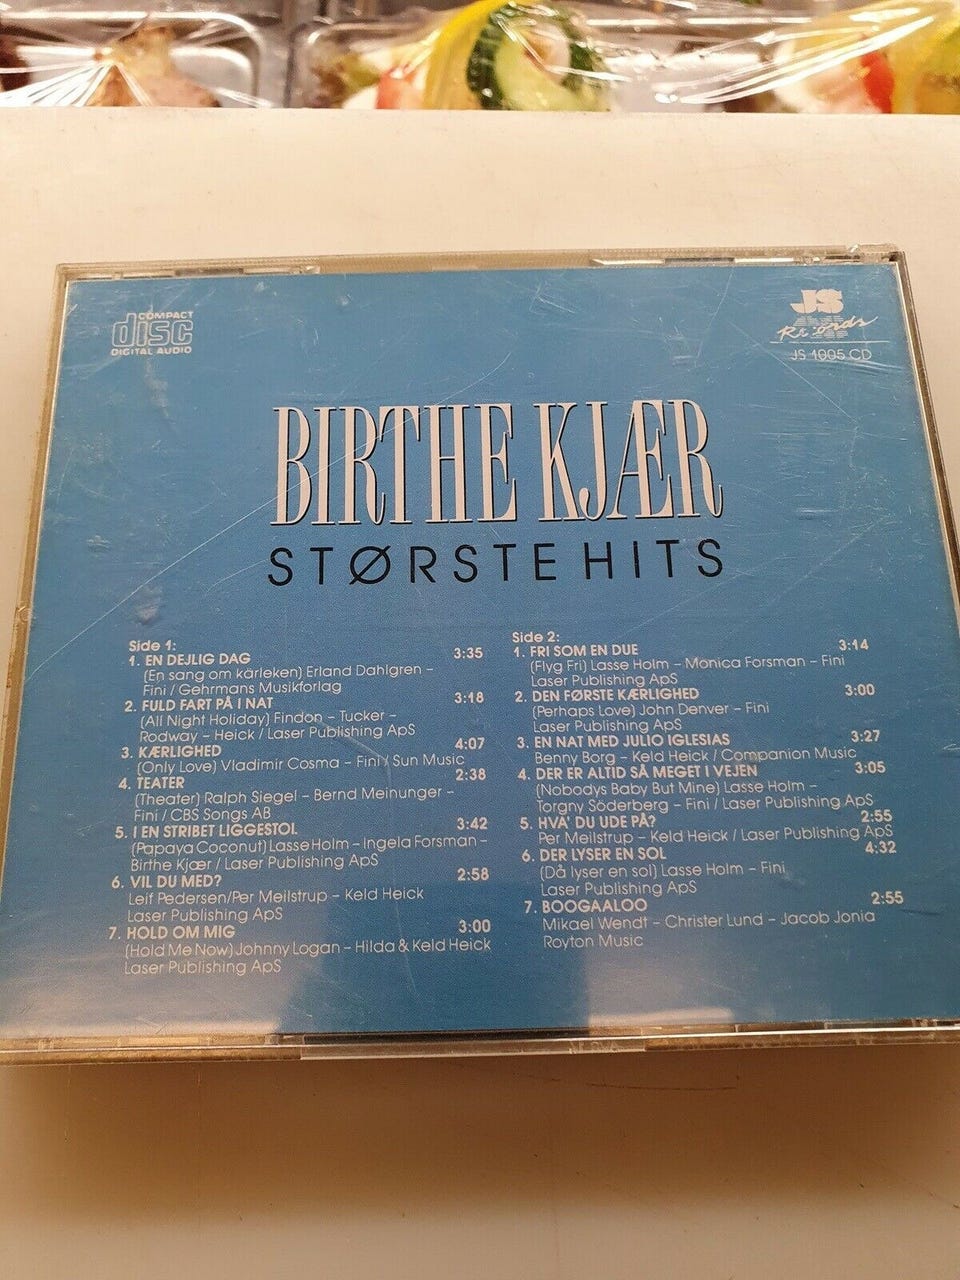 COMPACT
disc
DIGITAL AUDIO
JS
Records
JS 1005 CD
BIRTHE KJÆR
STØRSTE HITS
Side 1:
1. EN DEJLIG DAG 3:35
(En sang om kärleken) Erland Dahlgren –
Fini / Gehrmans Musikforlag
2. FULD FART PÅ I NAT 3:18
(All Night Holiday) Findon – Tucker –
Rodway – Heick / Laser Publishing ApS
3. KÆRLIGHED 4:07
(Only Love) Vladimir Cosma – Fini / Sun Music
4. TEATER 2:38
(Theater) Ralph Siegel – Bernd Meinunger –
Fini / CBS Songs AB
5. I EN STRIBET LIGGESTOL 3:42
(Papaya Coconut) Lasse Holm – Ingela Forsman –
Birthe Kjær / Laser Publishing ApS
6. VIL DU MED? 2:58
Leif Pedersen/Per Meilstrup – Keld Heick
Laser Publishing ApS
7. HOLD OM MIG 3:00
(Hold Me Now) Johnny Logan – Hilda & Keld Heick
Laser Publishing ApS
Side 2:
1. FRI SOM EN DUE 3:14
(Flyg Fri) Lasse Holm – Monica Forsman – Fini
Laser Publishing ApS
2. DEN FØRSTE KÆRLIGHED 3:00
(Perhaps Love) John Denver – Fini
Laser Publishing ApS
3. EN NAT MED JULIO IGLESIAS 3:27
Benny Borg – Keld Heick / Companion Music
4. DER ER ALTID SÅ MEGET I VEJEN 3:05
(Nobodys Baby But Mine) Lasse Holm –
Torgny Söderberg – Fini / Laser Publishing ApS
5. HVA' DU UDE PÅ? 2:55
Per Meilstrup – Keld Heick / Laser Publishing ApS
6. DER LYSER EN SOL 4:32
(Då lyser en sol) Lasse Holm – Fini
Laser Publishing ApS
7. BOOGAALOO 2:55
Mikael Wendt – Christer Lund – Jacob Jonia
Royton Music